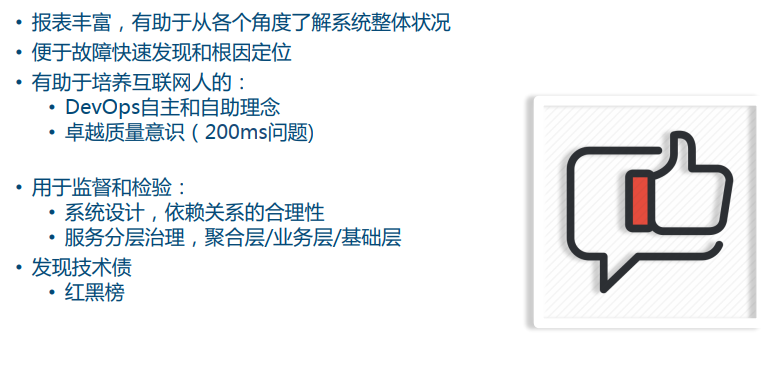 • 报表丰富，有助于从各个角度了解系统整体状况
• 便于故障快速发现和根因定位
• 有助于培养互联网人的：
• DevOps自主和自助理念
• 卓越质量意识（200ms问题)
• 用于监督和检验：
• 系统设计，依赖关系的合理性
• 服务分层治理，聚合层/业务层/基础层
• 发现技术债
• 红黑榜